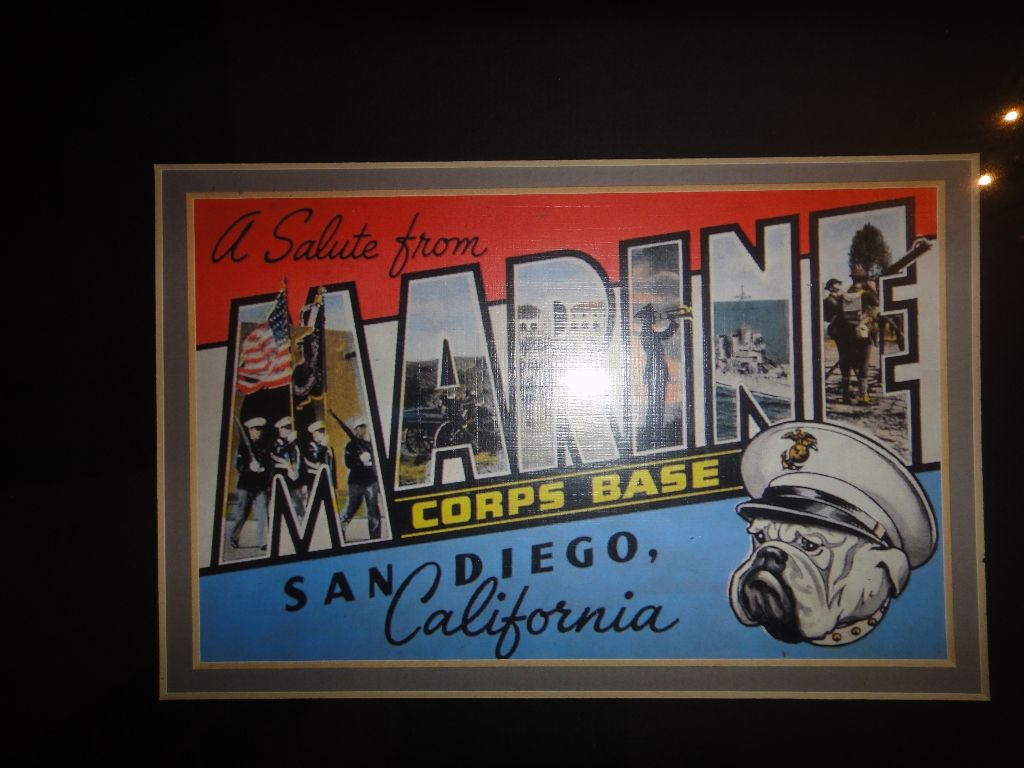 A Salute from
MARINE
CORPS BASE
SAN DIEGO,
California